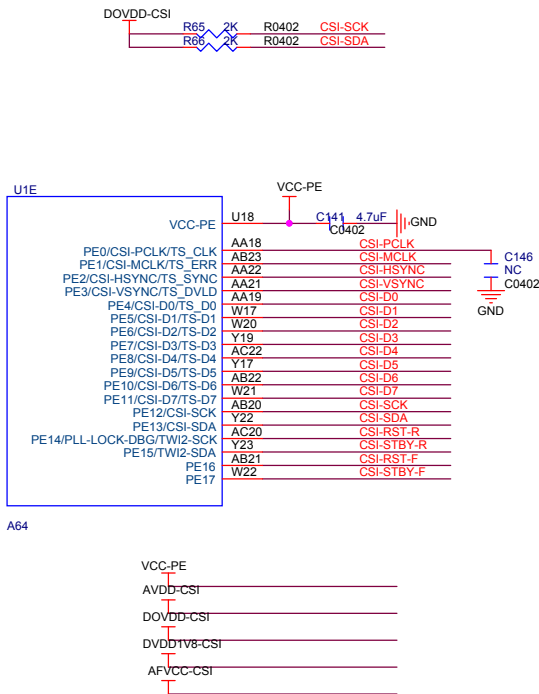 DOVDD-CSI
R65 2K R0402 CSI-SCK
R66 2K R0402 CSI-SDA
U1E
VCC-PE
VCC-PE U18 C141 4.7uF GND
C0402
PE0/CSI-PCLK/TS_CLK AA18 CSI-PCLK
PE1/CSI-MCLK/TS_ERR AB23 CSI-MCLK
PE2/CSI-HSYNC/TS_SYNC AA22 CSI-HSYNC
PE3/CSI-VSYNC/TS_DVLD AA21 CSI-VSYNC
PE4/CSI-D0/TS_D0 AA19 CSI-D0
PE5/CSI-D1/TS-D1 W17 CSI-D1
PE6/CSI-D2/TS-D2 W20 CSI-D2
PE7/CSI-D3/TS-D3 Y19 CSI-D3
PE8/CSI-D4/TS-D4 AC22 CSI-D4
PE9/CSI-D5/TS-D5 Y17 CSI-D5
PE10/CSI-D6/TS-D6 AB22 CSI-D6
PE11/CSI-D7/TS-D7 W21 CSI-D7
PE12/CSI-SCK AB20 CSI-SCK
PE13/CSI-SDA Y22 CSI-SDA
PE14/PLL-LOCK-DBG/TWI2-SCK AC20 CSI-RST-R
PE15/TWI2-SDA Y23 CSI-STBY-R
PE16 AB21 CSI-RST-F
PE17 W22 CSI-STBY-F
C146
NC
C0402
GND
A64
VCC-PE
AVDD-CSI
DOVDD-CSI
DVDD1V8-CSI
AFVCC-CSI